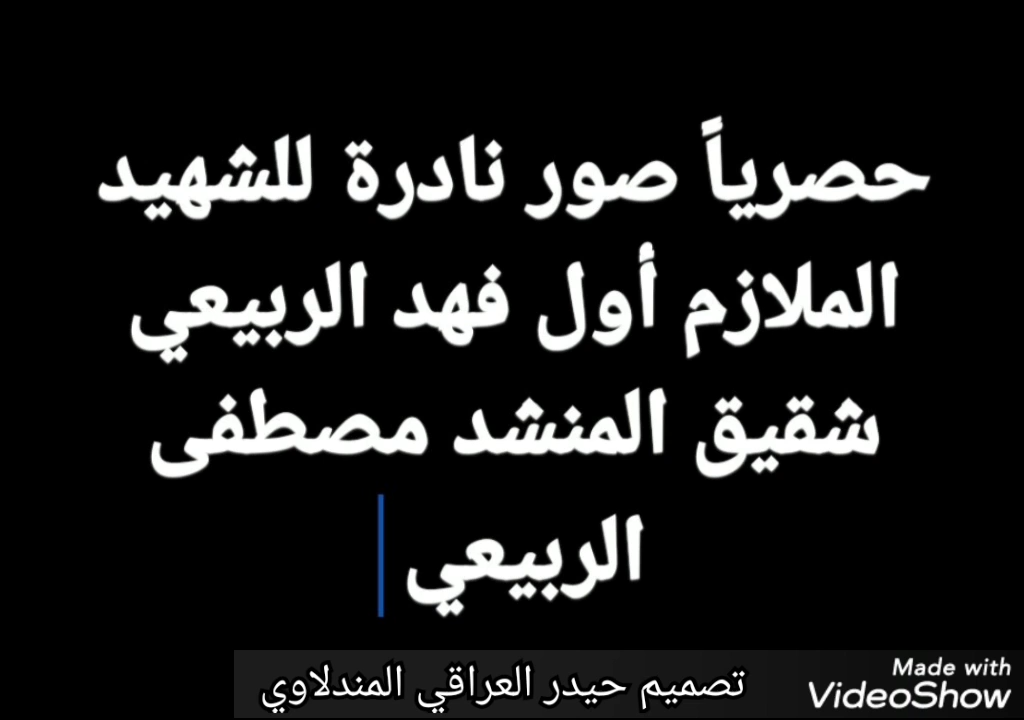 حصرياً صور نادرة للشهيد
الملازم أول فهد الربيعي
شقيق المنشد مصطفى
الربيعي
تصميم حيدر العراقي المندلاوي
Made with
VideoShow